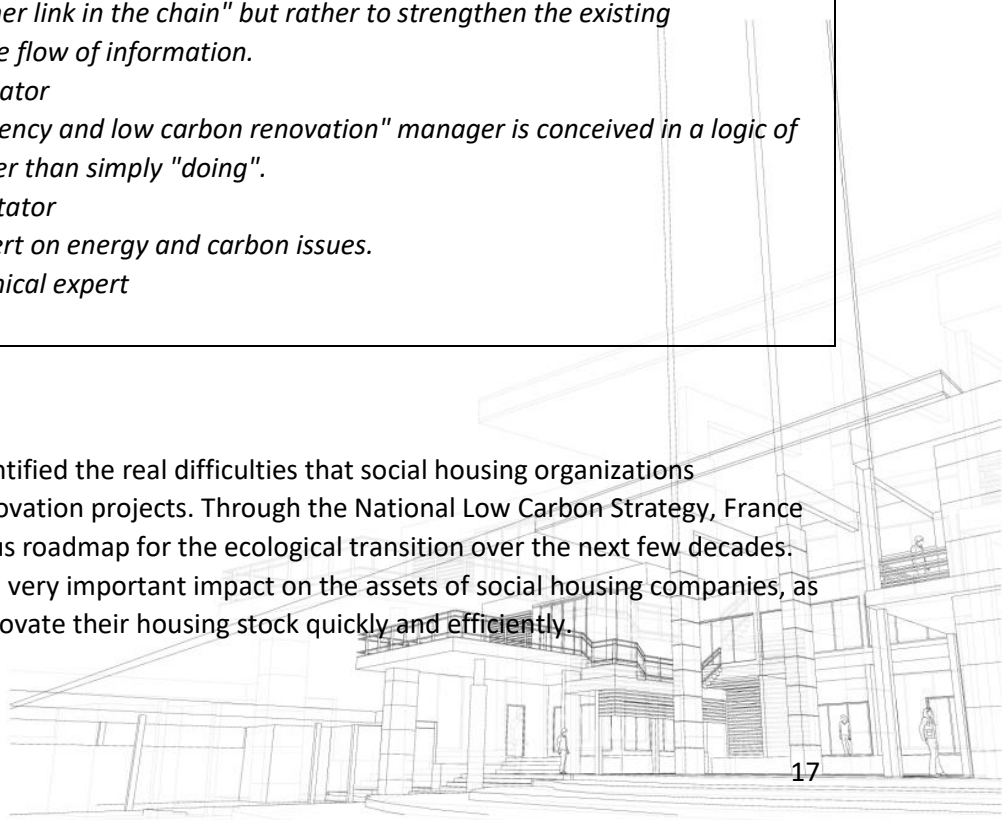 er link in the chain" but rather to strengthen the existing
e flow of information.
ator
ency and low carbon renovation" manager is conceived in a logic of
er than simply "doing".
tator
ert on energy and carbon issues.
nical expert
ntified the real difficulties that social housing organizations
ovation projects. Through the National Low Carbon Strategy, France
us roadmap for the ecological transition over the next few decades.
very important impact on the assets of social housing companies, as
ovate their housing stock quickly and efficiently.
17